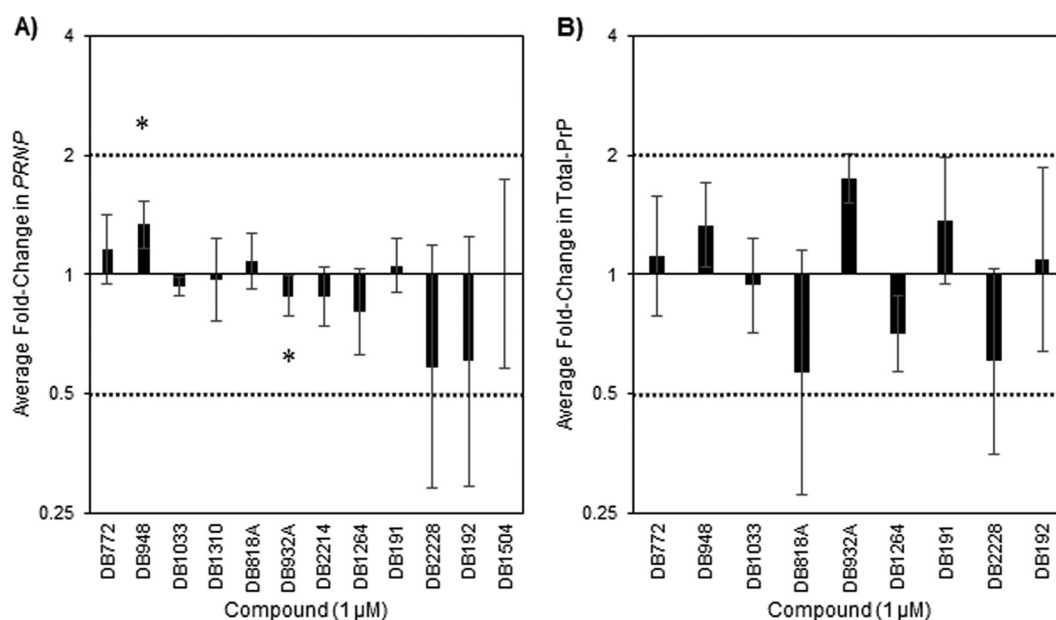 A)
Average Fold-Change in PRNP
4
2
1
0.5
0.25
*
*
DB772
DB948
DB1033
DB1310
DB818A
DB932A
DB2214
DB1264
DB191
DB2228
DB192
DB1504
Compound (1 µM)
B)
Average Fold-Change in Total-PrP
4
2
1
0.5
0.25
DB772
DB948
DB1033
DB818A
DB932A
DB1264
DB191
DB2228
DB192
Compound (1 µM)